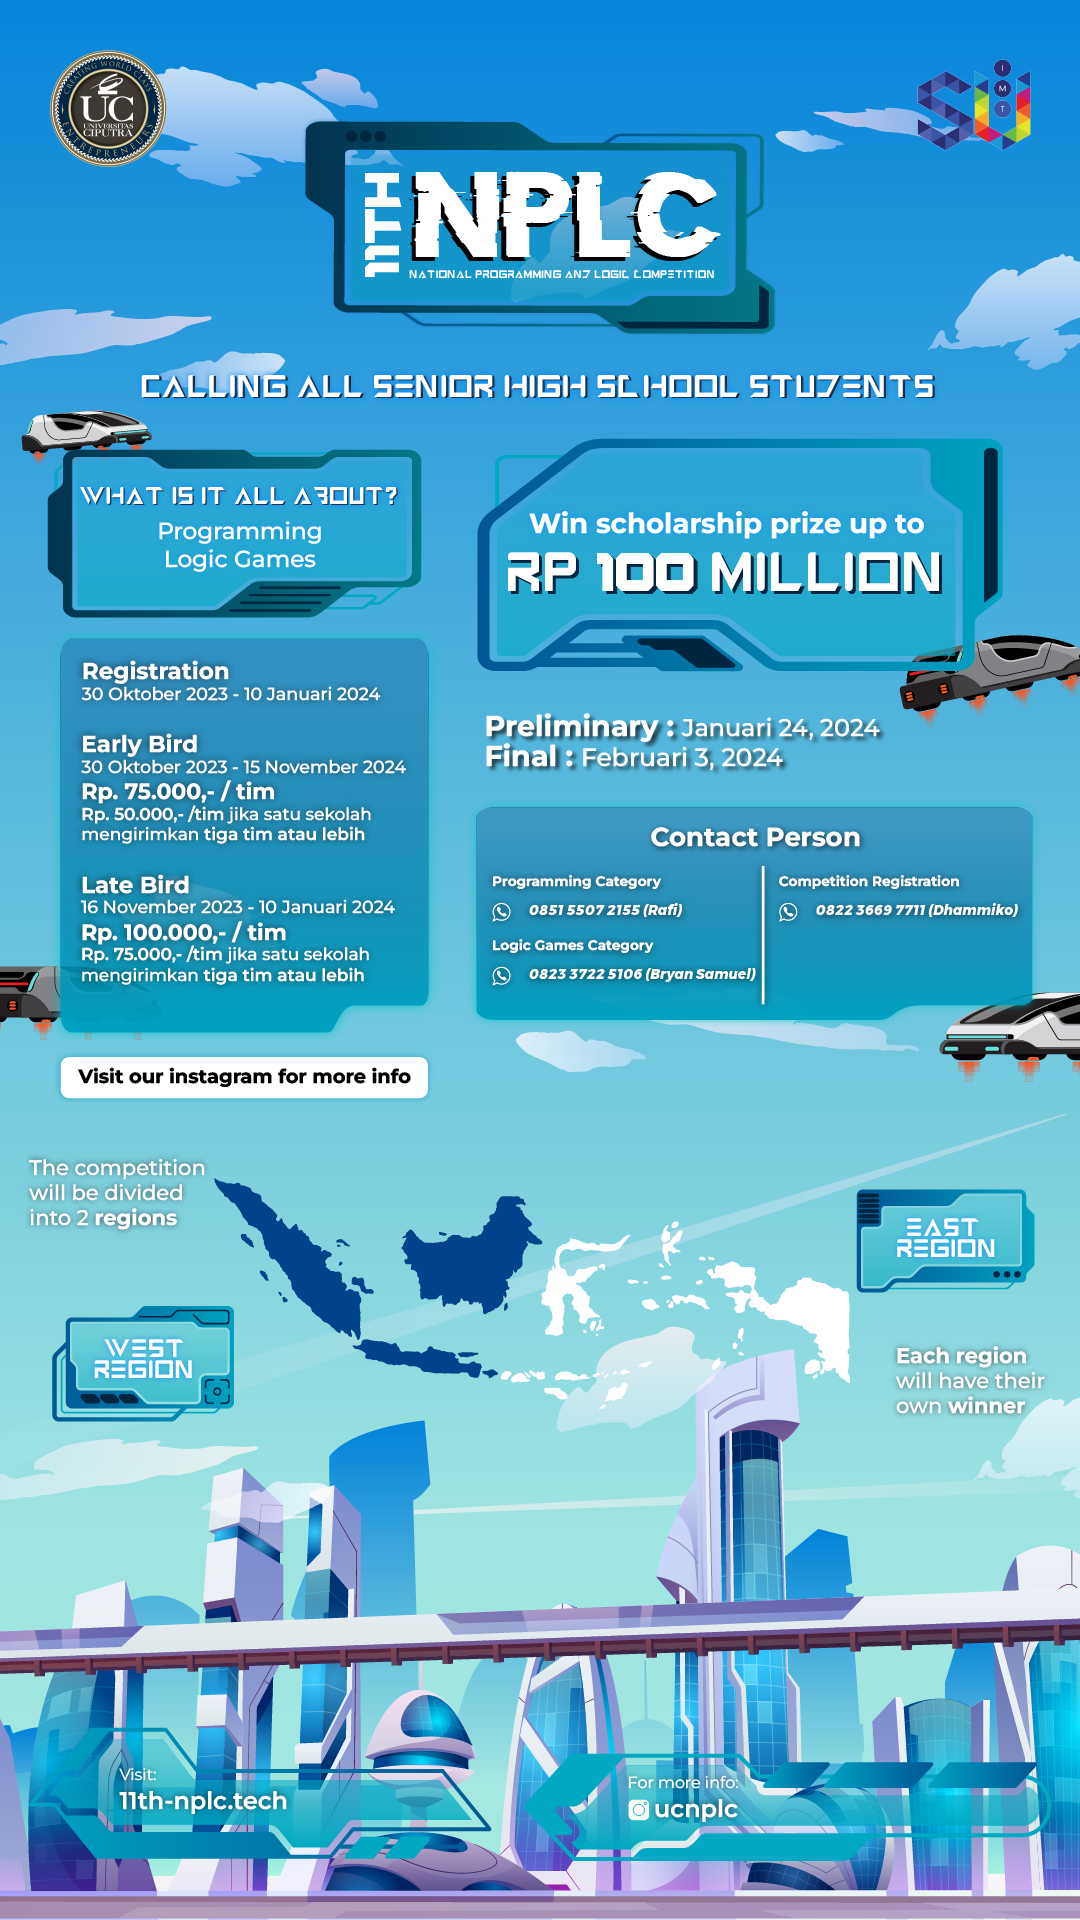 CREATING WORLD CLASS
UC
UNIVERSITAS
CIPUTRA
ENTREPRENEURS
I
M
T
11TH
NPLC
NATIONAL PROGRAMMING AND LOGIC COMPETITION
CALLING ALL SENIOR HIGH SCHOOL STUDENTS
WHAT IS IT ALL ABOUT?
Programming
Logic Games
Win scholarship prize up to
RP 100 MILLION
Registration
30 Oktober 2023 - 10 Januari 2024
Early Bird
30 Oktober 2023 - 15 November 2024
Rp. 75.000,- / tim
Rp. 50.000,- /tim jika satu sekolah
mengirimkan tiga tim atau lebih
Late Bird
16 November 2023 - 10 Januari 2024
Rp. 100.000,- / tim
Rp. 75.000,- /tim jika satu sekolah
mengirimkan tiga tim atau lebih
Preliminary : Januari 24, 2024
Final : Februari 3, 2024
Contact Person
Programming Category
0851 5507 2155 (Rafi)
Logic Games Category
0823 3722 5106 (Bryan Samuel)
Competition Registration
0822 3669 7711 (Dhammiko)
Visit our instagram for more info
The competition
will be divided
into 2 regions
EAST
REGION
WEST
REGION
Each region
will have their
own winner
Visit:
11th-nplc.tech
For more info:
ucnplc